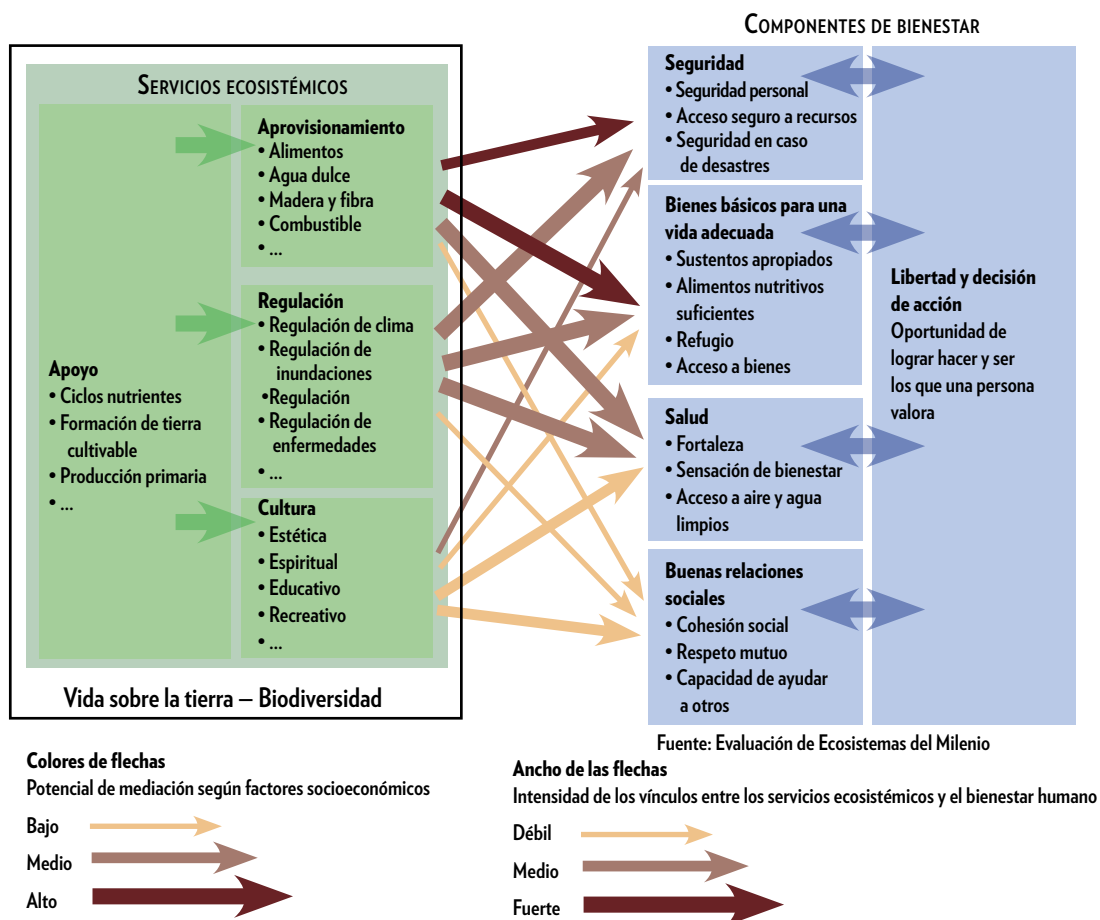 COMPONENTES DE BIENESTAR
SERVICIOS ECOSISTÉMICOS
Apoyo
• Ciclos nutrientes
• Formación de tierra
cultivable
• Producción primaria
• ...
Aprovisionamiento
• Alimentos
• Agua dulce
• Madera y fibra
• Combustible
• ...
Regulación
• Regulación de clima
• Regulación de
inundaciones
•Regulación
• Regulación de
enfermedades
• ...
Cultura
• Estética
• Espiritual
• Educativo
• Recreativo
• ...
Vida sobre la tierra – Biodiversidad
Seguridad
• Seguridad personal
• Acceso seguro a recursos
• Seguridad en caso
de desastres
Bienes básicos para una
vida adecuada
• Sustentos apropiados
• Alimentos nutritivos
suficientes
• Refugio
• Acceso a bienes
Salud
• Fortaleza
• Sensación de bienestar
• Acceso a aire y agua
limpios
Buenas relaciones
sociales
• Cohesión social
• Respeto mutuo
• Capacidad de ayudar
a otros
Libertad y decisión
de acción
Oportunidad de
lograr hacer y ser
los que una persona
valora
Fuente: Evaluación de Ecosistemas del Milenio
Colores de flechas
Potencial de mediación según factores socioeconómicos
Bajo
Medio
Alto
Ancho de las flechas
Intensidad de los vínculos entre los servicios ecosistémicos y el bienestar humano
Débil
Medio
Fuerte